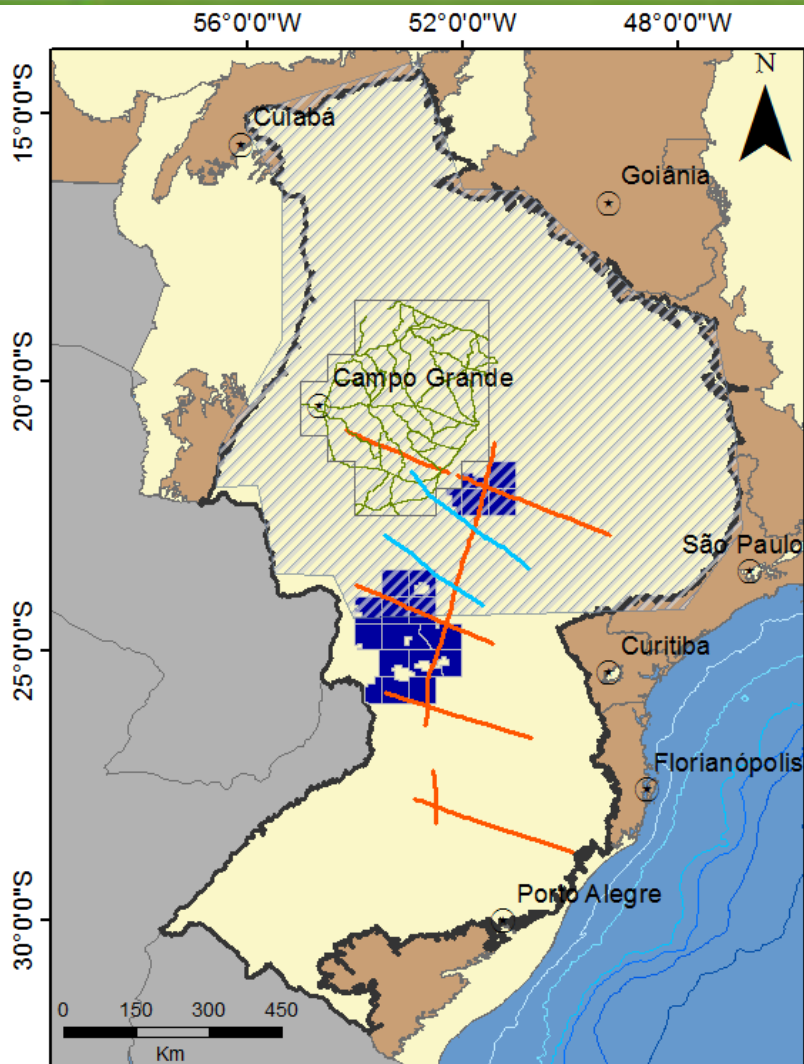 56°0'0"W 52°0'0"W 48°0'0"W
N
15°0'0"S
Cuiabá
Goiânia
20°0'0"S
Campo Grande
São Paulo
25°0'0"S
Curitiba
Florianópolis
30°0'0"S
Porto Alegre
0 150 300 450
Km